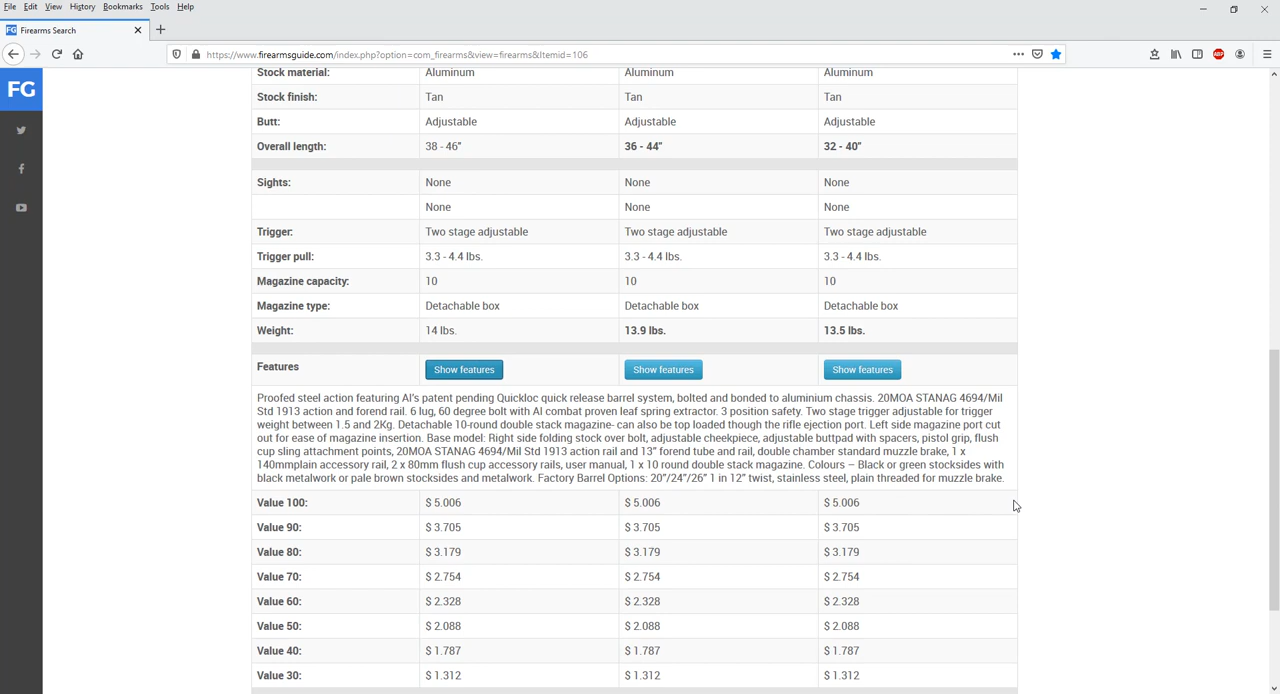 File Edit View History Bookmarks Tools Help
FG Firearms Search
https://www.firearmsguide.com/index.php?option=com_firearms&view=firearms&Itemid=106
ABP
FG
Stock material: Aluminum Aluminum Aluminum
Stock finish: Tan Tan Tan
Butt: Adjustable Adjustable Adjustable
Overall length: 38 - 46" 36 - 44" 32 - 40"
Sights: None None None
None None None
Trigger: Two stage adjustable Two stage adjustable Two stage adjustable
Trigger pull: 3.3 - 4.4 lbs. 3.3 - 4.4 lbs. 3.3 - 4.4 lbs.
Magazine capacity: 10 10 10
Magazine type: Detachable box Detachable box Detachable box
Weight: 14 lbs. 13.9 lbs. 13.5 lbs.
Features Show features Show features Show features
Proofed steel action featuring AI's patent pending Quickloc quick release barrel system, bolted and bonded to aluminium chassis. 20MOA STANAG 4694/Mil
Std 1913 action and forend rail. 6 lug, 60 degree bolt with AI combat proven leaf spring extractor. 3 position safety. Two stage trigger adjustable for trigger
weight between 1.5 and 2Kg. Detachable 10-round double stack magazine- can also be top loaded though the rifle ejection port. Left side magazine port cut
out for ease of magazine insertion. Base model: Right side folding stock over bolt, adjustable cheekpiece, adjustable buttpad with spacers, pistol grip, flush
cup sling attachment points, 20MOA STANAG 4694/Mil Std 1913 action rail and 13" forend tube and rail, double chamber standard muzzle brake, 1 x
140mmplain accessory rail, 2 x 80mm flush cup accessory rails, user manual, 1 x 10 round double stack magazine. Colours – Black or green stocksides with
black metalwork or pale brown stocksides and metalwork. Factory Barrel Options: 20"/24"/26" 1 in 12" twist, stainless steel, plain threaded for muzzle brake.
Value 100: $ 5.006 $ 5.006 $ 5.006
Value 90: $ 3.705 $ 3.705 $ 3.705
Value 80: $ 3.179 $ 3.179 $ 3.179
Value 70: $ 2.754 $ 2.754 $ 2.754
Value 60: $ 2.328 $ 2.328 $ 2.328
Value 50: $ 2.088 $ 2.088 $ 2.088
Value 40: $ 1.787 $ 1.787 $ 1.787
Value 30: $ 1.312 $ 1.312 $ 1.312